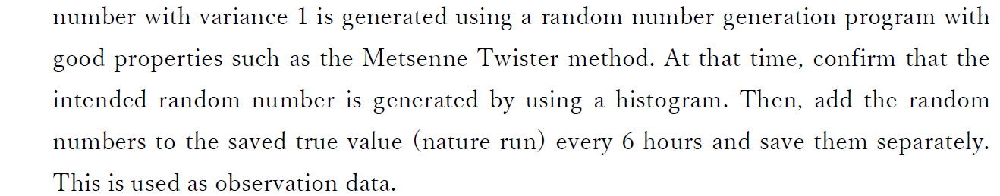 number with variance 1 is generated using a random number generation program with
good properties such as the Metsenne Twister method. At that time, confirm that the
intended random number is generated by using a histogram. Then, add the random
numbers to the saved true value (nature run) every 6 hours and save them separately.
This is used as observation data.